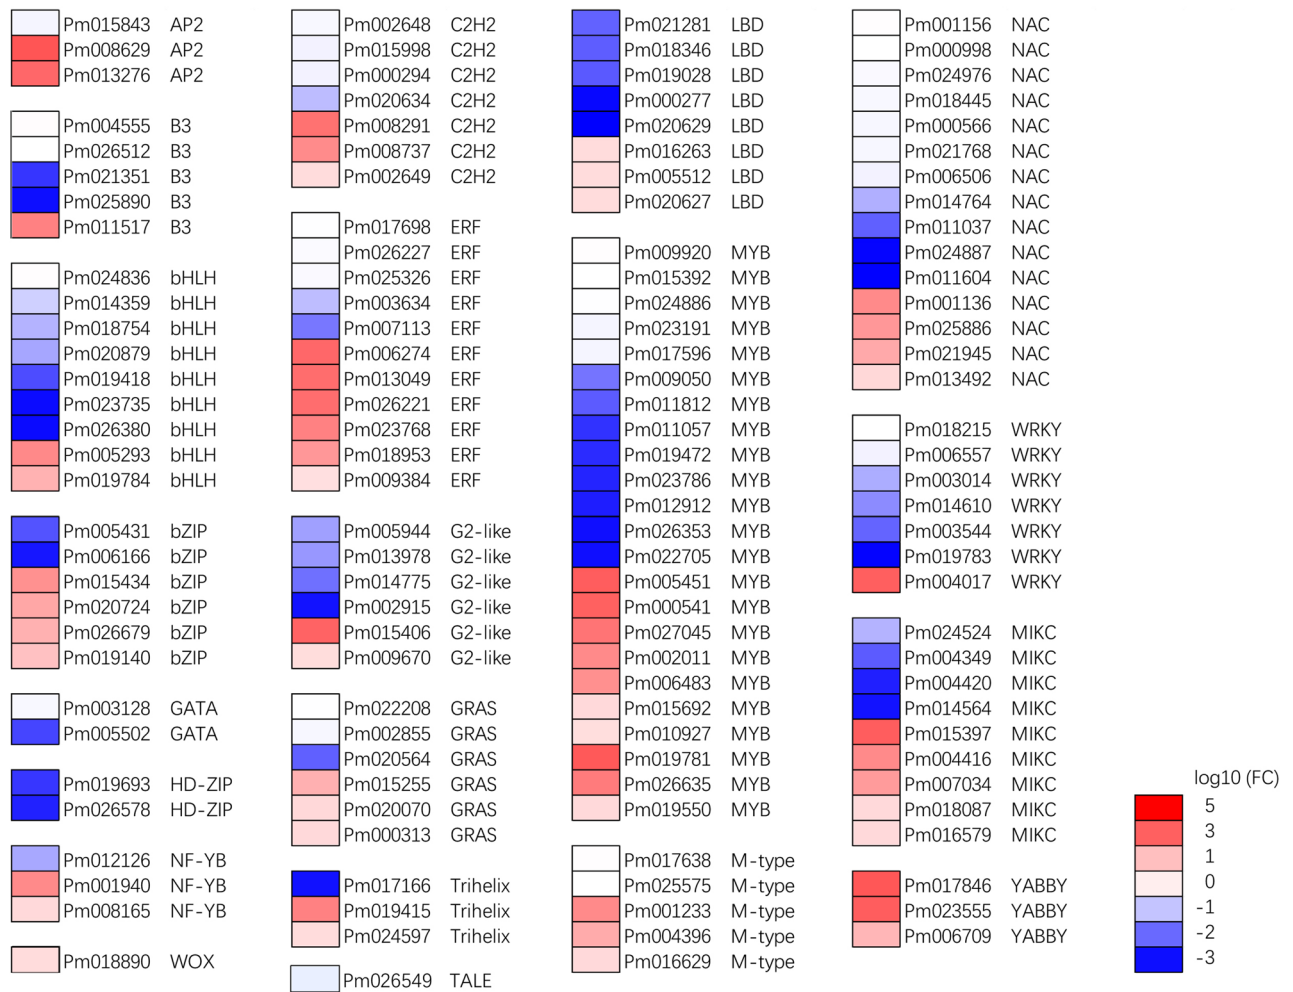 Pm015843 AP2
Pm008629 AP2
Pm013276 AP2
Pm004555 B3
Pm026512 B3
Pm021351 B3
Pm025890 B3
Pm011517 B3
Pm024836 bHLH
Pm014359 bHLH
Pm018754 bHLH
Pm020879 bHLH
Pm019418 bHLH
Pm023735 bHLH
Pm026380 bHLH
Pm005293 bHLH
Pm019784 bHLH
Pm005431 bZIP
Pm006166 bZIP
Pm015434 bZIP
Pm020724 bZIP
Pm026679 bZIP
Pm019140 bZIP
Pm003128 GATA
Pm005502 GATA
Pm019693 HD-ZIP
Pm026578 HD-ZIP
Pm012126 NF-YB
Pm001940 NF-YB
Pm008165 NF-YB
Pm018890 WOX
Pm002648 C2H2
Pm015998 C2H2
Pm000294 C2H2
Pm020634 C2H2
Pm008291 C2H2
Pm008737 C2H2
Pm002649 C2H2
Pm017698 ERF
Pm026227 ERF
Pm025326 ERF
Pm003634 ERF
Pm007113 ERF
Pm006274 ERF
Pm013049 ERF
Pm026221 ERF
Pm023768 ERF
Pm018953 ERF
Pm009384 ERF
Pm005944 G2-like
Pm013978 G2-like
Pm014775 G2-like
Pm002915 G2-like
Pm015406 G2-like
Pm009670 G2-like
Pm022208 GRAS
Pm002855 GRAS
Pm020564 GRAS
Pm015255 GRAS
Pm020070 GRAS
Pm000313 GRAS
Pm017166 Trihelix
Pm019415 Trihelix
Pm024597 Trihelix
Pm026549 TALE
Pm021281 LBD
Pm018346 LBD
Pm019028 LBD
Pm000277 LBD
Pm020629 LBD
Pm016263 LBD
Pm005512 LBD
Pm020627 LBD
Pm009920 MYB
Pm015392 MYB
Pm024886 MYB
Pm023191 MYB
Pm017596 MYB
Pm009050 MYB
Pm011812 MYB
Pm011057 MYB
Pm019472 MYB
Pm023786 MYB
Pm012912 MYB
Pm026353 MYB
Pm022705 MYB
Pm005451 MYB
Pm000541 MYB
Pm027045 MYB
Pm002011 MYB
Pm006483 MYB
Pm015692 MYB
Pm010927 MYB
Pm019781 MYB
Pm026635 MYB
Pm019550 MYB
Pm017638 M-type
Pm025575 M-type
Pm001233 M-type
Pm004396 M-type
Pm016629 M-type
Pm001156 NAC
Pm000998 NAC
Pm024976 NAC
Pm018445 NAC
Pm000566 NAC
Pm021768 NAC
Pm006506 NAC
Pm014764 NAC
Pm011037 NAC
Pm024887 NAC
Pm011604 NAC
Pm001136 NAC
Pm025886 NAC
Pm021945 NAC
Pm013492 NAC
Pm018215 WRKY
Pm006557 WRKY
Pm003014 WRKY
Pm014610 WRKY
Pm003544 WRKY
Pm019783 WRKY
Pm004017 WRKY
Pm024524 MIKC
Pm004349 MIKC
Pm004420 MIKC
Pm014564 MIKC
Pm015397 MIKC
Pm004416 MIKC
Pm007034 MIKC
Pm018087 MIKC
Pm016579 MIKC
Pm017846 YABBY
Pm023555 YABBY
Pm006709 YABBY
log10 (FC)
5
3
1
0
-1
-2
-3